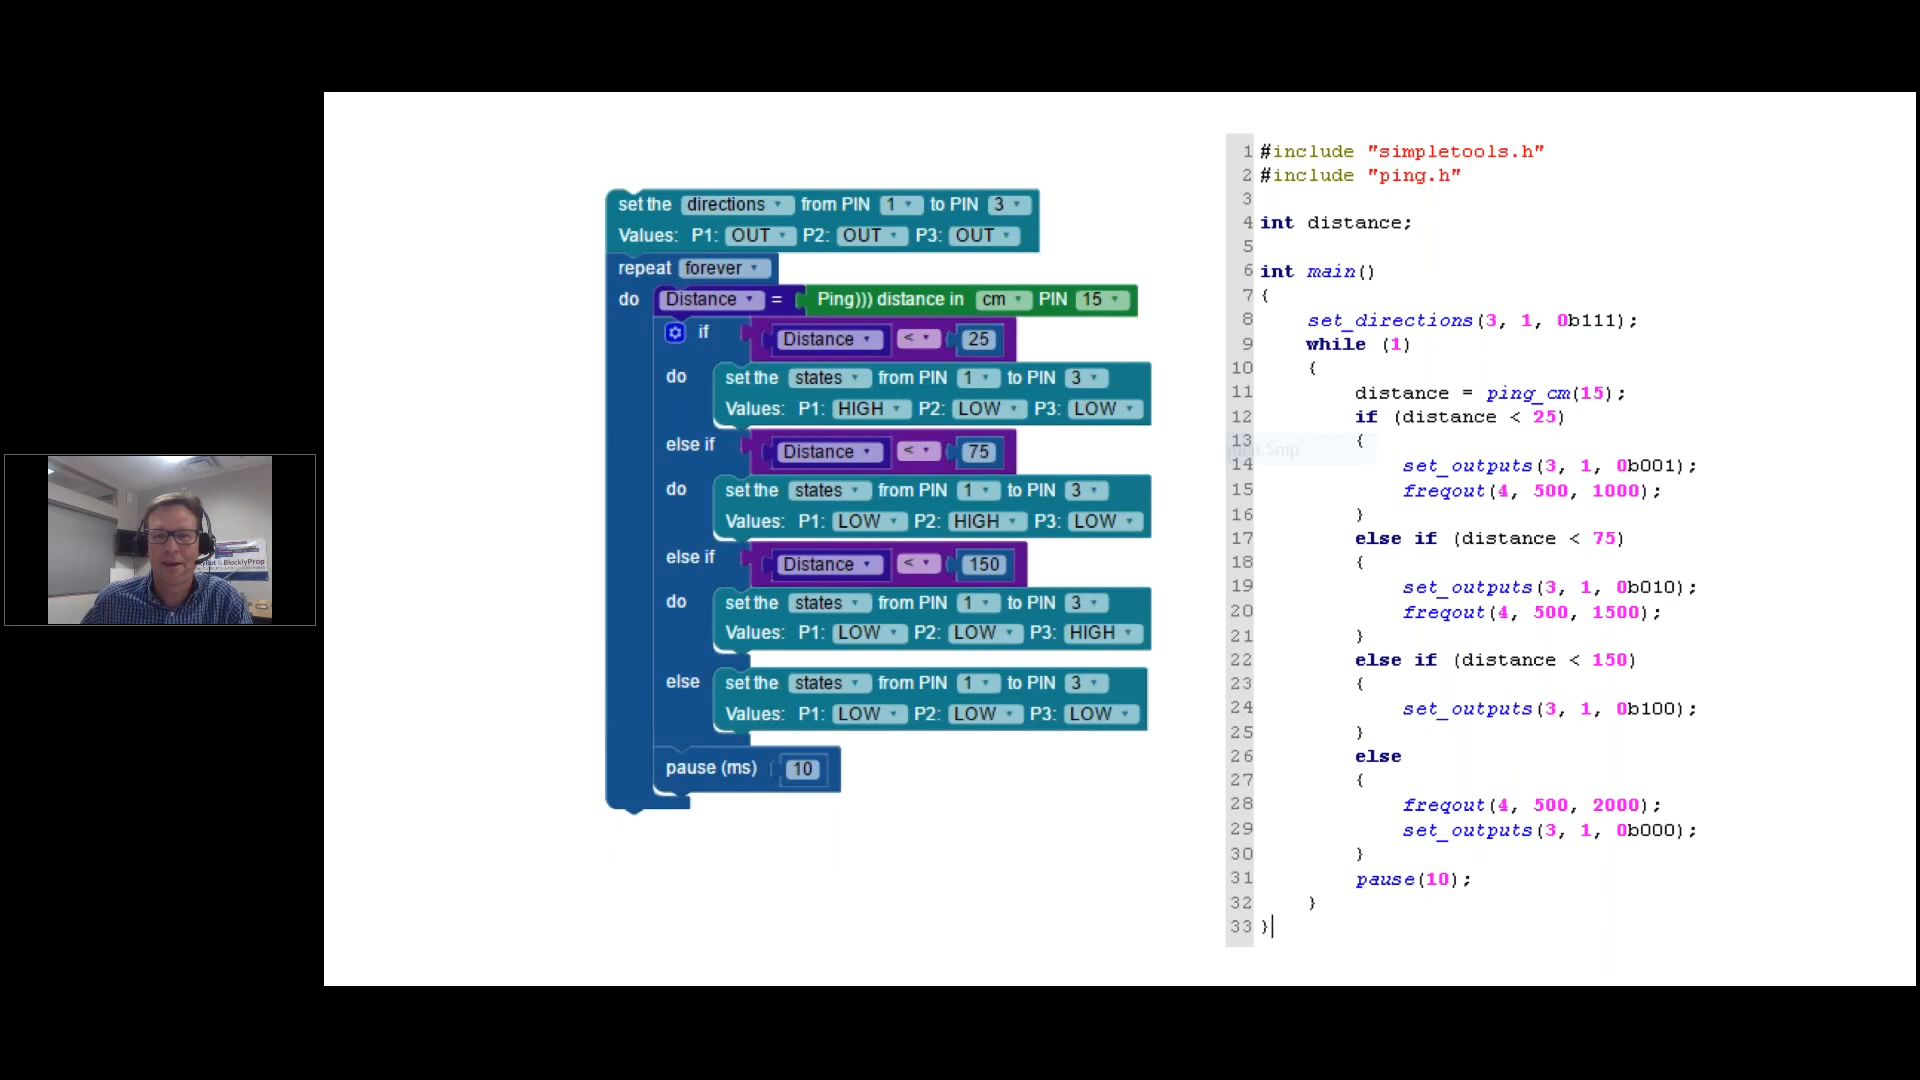 set the directions from PIN 1 to PIN 3
Values: P1: OUT P2: OUT P3: OUT
repeat forever
do Distance = Ping))) distance in cm PIN 15
if Distance < 25
do set the states from PIN 1 to PIN 3
Values: P1: HIGH P2: LOW P3: LOW
else if Distance < 75
do set the states from PIN 1 to PIN 3
Values: P1: LOW P2: HIGH P3: LOW
else if Distance < 150
do set the states from PIN 1 to PIN 3
Values: P1: LOW P2: LOW P3: HIGH
else set the states from PIN 1 to PIN 3
Values: P1: LOW P2: LOW P3: LOW
pause (ms) 10
1 #include "simpletools.h"
2 #include "ping.h"
3
4 int distance;
5
6 int main()
7 {
8 set_directions(3, 1, 0b111);
9 while (1)
10 {
11 distance = ping_cm(15);
12 if (distance < 25)
13 {
14 set_outputs(3, 1, 0b001);
15 freqout(4, 500, 1000);
16 }
17 else if (distance < 75)
18 {
19 set_outputs(3, 1, 0b010);
20 freqout(4, 500, 1500);
21 }
22 else if (distance < 150)
23 {
24 set_outputs(3, 1, 0b100);
25 }
26 else
27 {
28 freqout(4, 500, 2000);
29 set_outputs(3, 1, 0b000);
30 }
31 pause(10);
32 }
33 }
Snip
& BlocklyProp